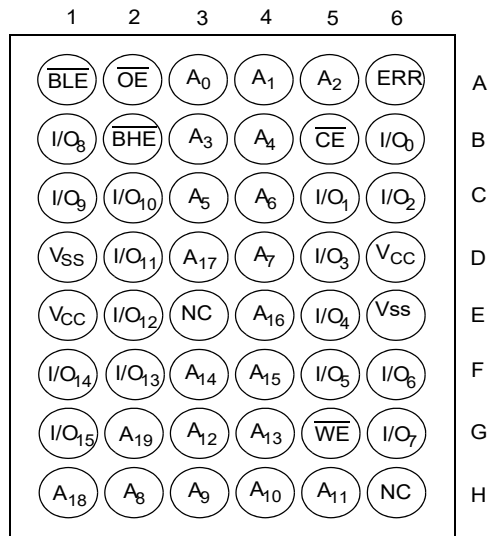 1 2 3 4 5 6
BLE OE A0 A1 A2 ERR A
I/O8 BHE A3 A4 CE I/O0 B
I/O9 I/O10 A5 A6 I/O1 I/O2 C
VSS I/O11 A17 A7 I/O3 VCC D
VCC I/O12 NC A16 I/O4 Vss E
I/O14 I/O13 A14 A15 I/O5 I/O6 F
I/O15 A19 A12 A13 WE I/O7 G
A18 A8 A9 A10 A11 NC H